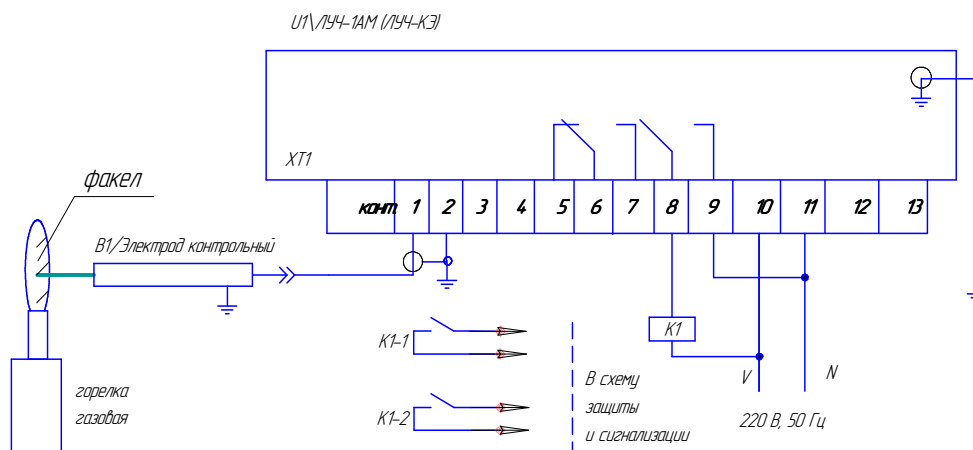 U1\ЛУЧ-1АМ (ЛУЧ-КЭ)
XT1
факел
конт. 1 2 3 4 5 6 7 8 9 10 11 12 13
B1/Электрод контрольный
K1-1
K1
V N
горелка
газовая
K1-2
В схему
защиты
и сигнализации
220 В, 50 Гц